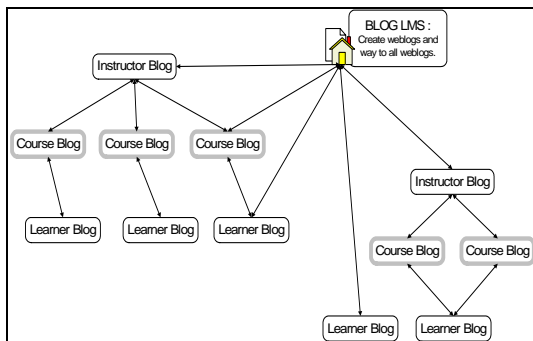 BLOG LMS :
Create weblogs and
way to all weblogs.
Instructor Blog
Course Blog
Course Blog
Course Blog
Instructor Blog
Learner Blog
Learner Blog
Learner Blog
Course Blog
Course Blog
Learner Blog
Learner Blog